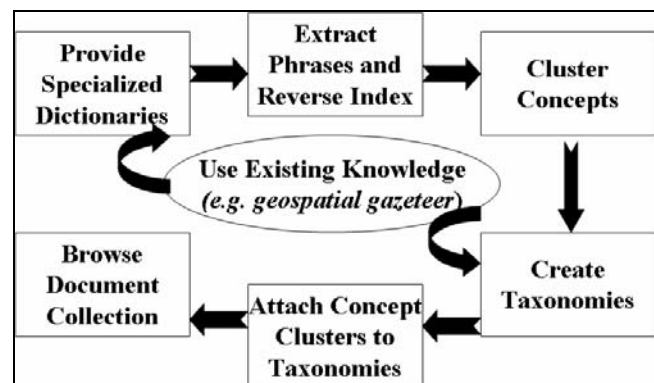 Provide
Specialized
Dictionaries
Extract
Phrases and
Reverse Index
Cluster
Concepts
Use Existing Knowledge
(e.g. geospatial gazeteer)
Browse
Document
Collection
Attach Concept
Clusters to
Taxonomies
Create
Taxonomies